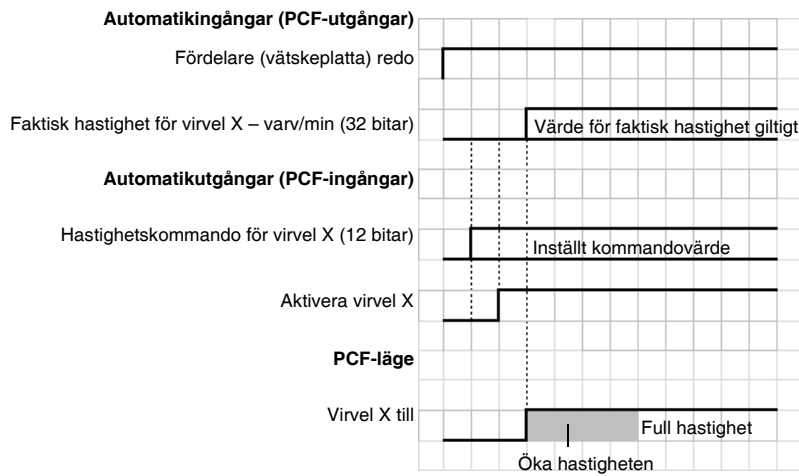 Automatikingångar (PCF-utgångar)
Fördelare (vätskeplatta) redo
Faktisk hastighet för virvel X – varv/min (32 bitar)
Värde för faktisk hastighet giltigt
Automatikutgångar (PCF-ingångar)
Hastighetskommando för virvel X (12 bitar)
Inställt kommandovärde
Aktivera virvel X
PCF-läge
Virvel X till
Full hastighet
Öka hastigheten